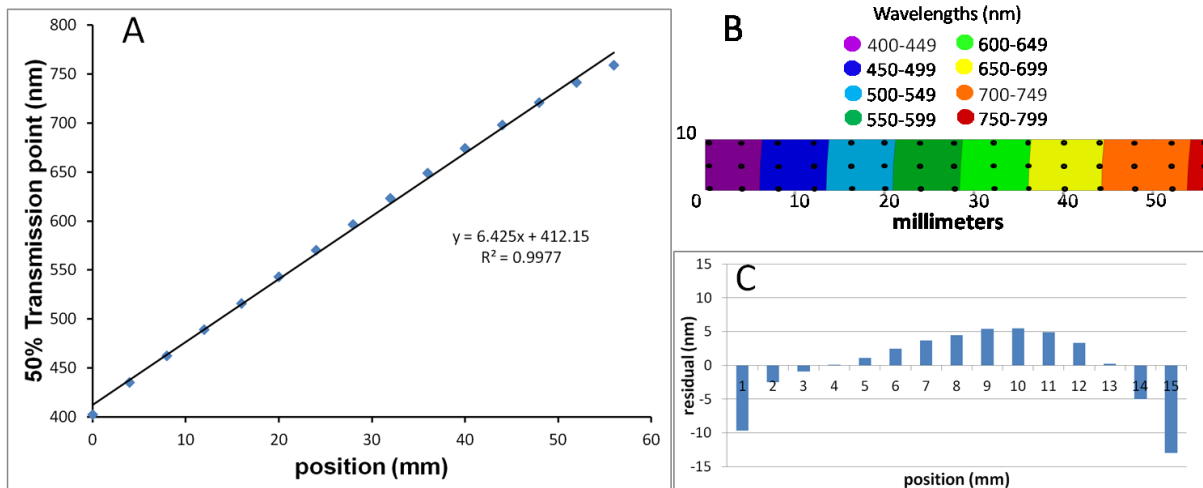 A
50% Transmission point (nm)
800
750
700
650
600
550
500
450
400
0 10 20 30 40 50 60
position (mm)
y = 6.425x + 412.15
R² = 0.9977
B
Wavelengths (nm)
400-449 600-649
450-499 650-699
500-549 700-749
550-599 750-799
10
0 10 20 30 40 50
millimeters
C
residual (nm)
15
10
5
0
-5
-10
-15
1 2 3 4 5 6 7 8 9 10 11 12 13 14 15
position (mm)